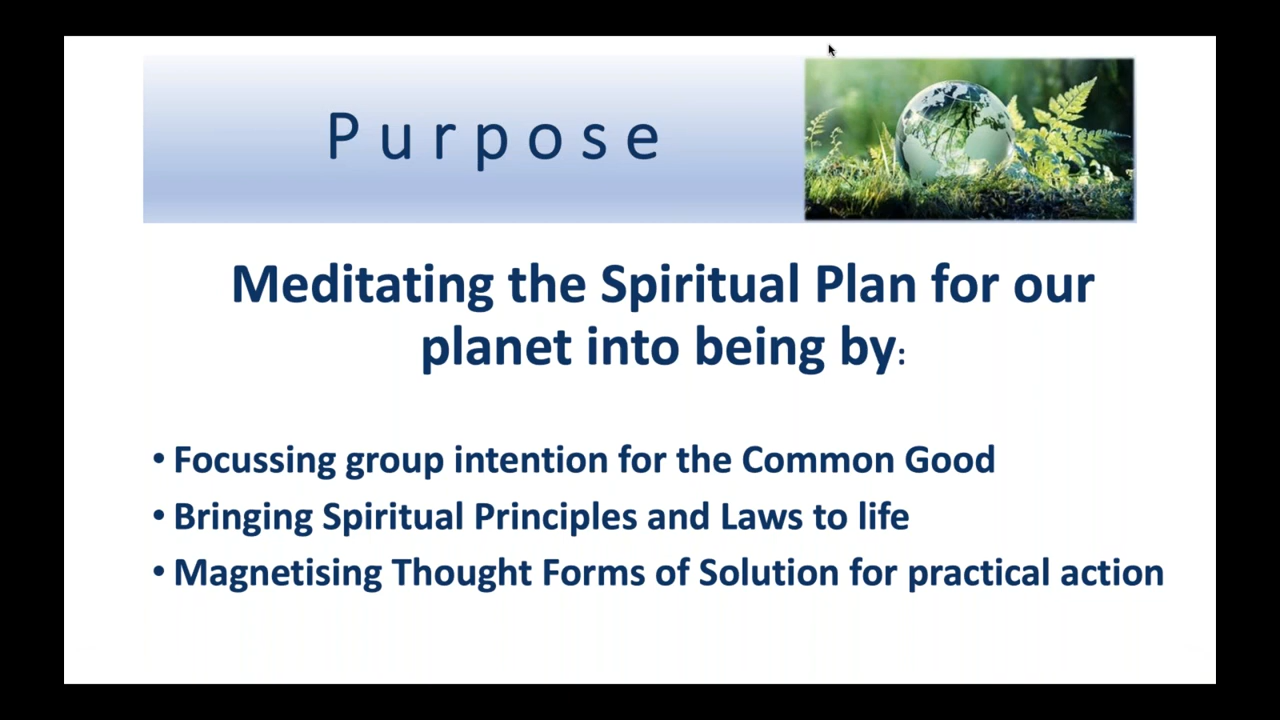 Purpose
Meditating the Spiritual Plan for our
planet into being by:
• Focussing group intention for the Common Good
• Bringing Spiritual Principles and Laws to life
• Magnetising Thought Forms of Solution for practical action